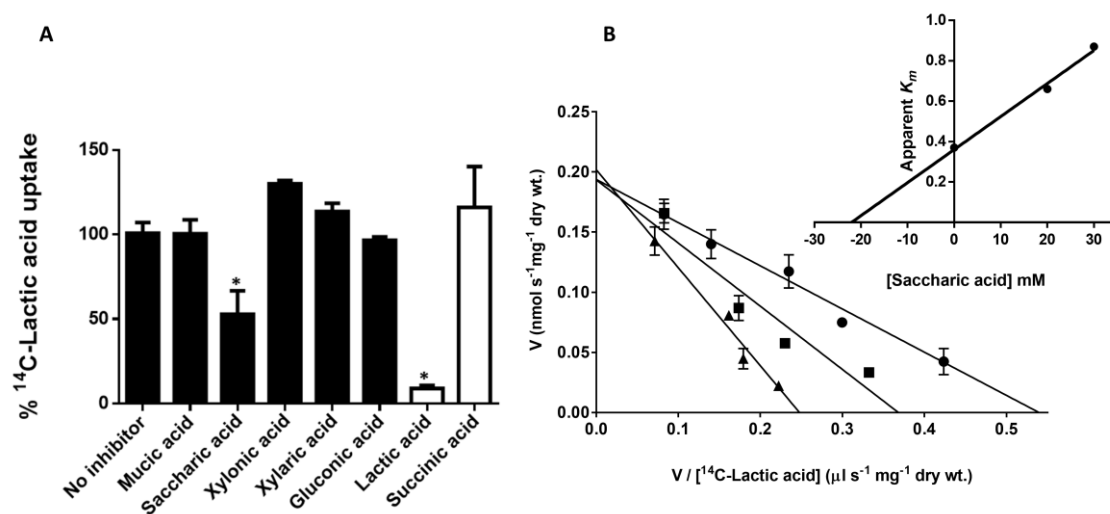 A
% ¹⁴C-Lactic acid uptake
150
100
50
0
*
*
No inhibitor
Mucic acid
Saccharic acid
Xylonic acid
Xylaric acid
Gluconic acid
Lactic acid
Succinic acid
B
V (nmol s⁻¹mg⁻¹ dry wt.)
0.25
0.20
0.15
0.10
0.05
0.00
0.0 0.1 0.2 0.3 0.4 0.5
V / [¹⁴C-Lactic acid] (μl s⁻¹ mg⁻¹ dry wt.)
Apparent Kₘ
1.0
0.8
0.6
0.4
0.2
-30 -20 -10 0 10 20 30
[Saccharic acid] mM